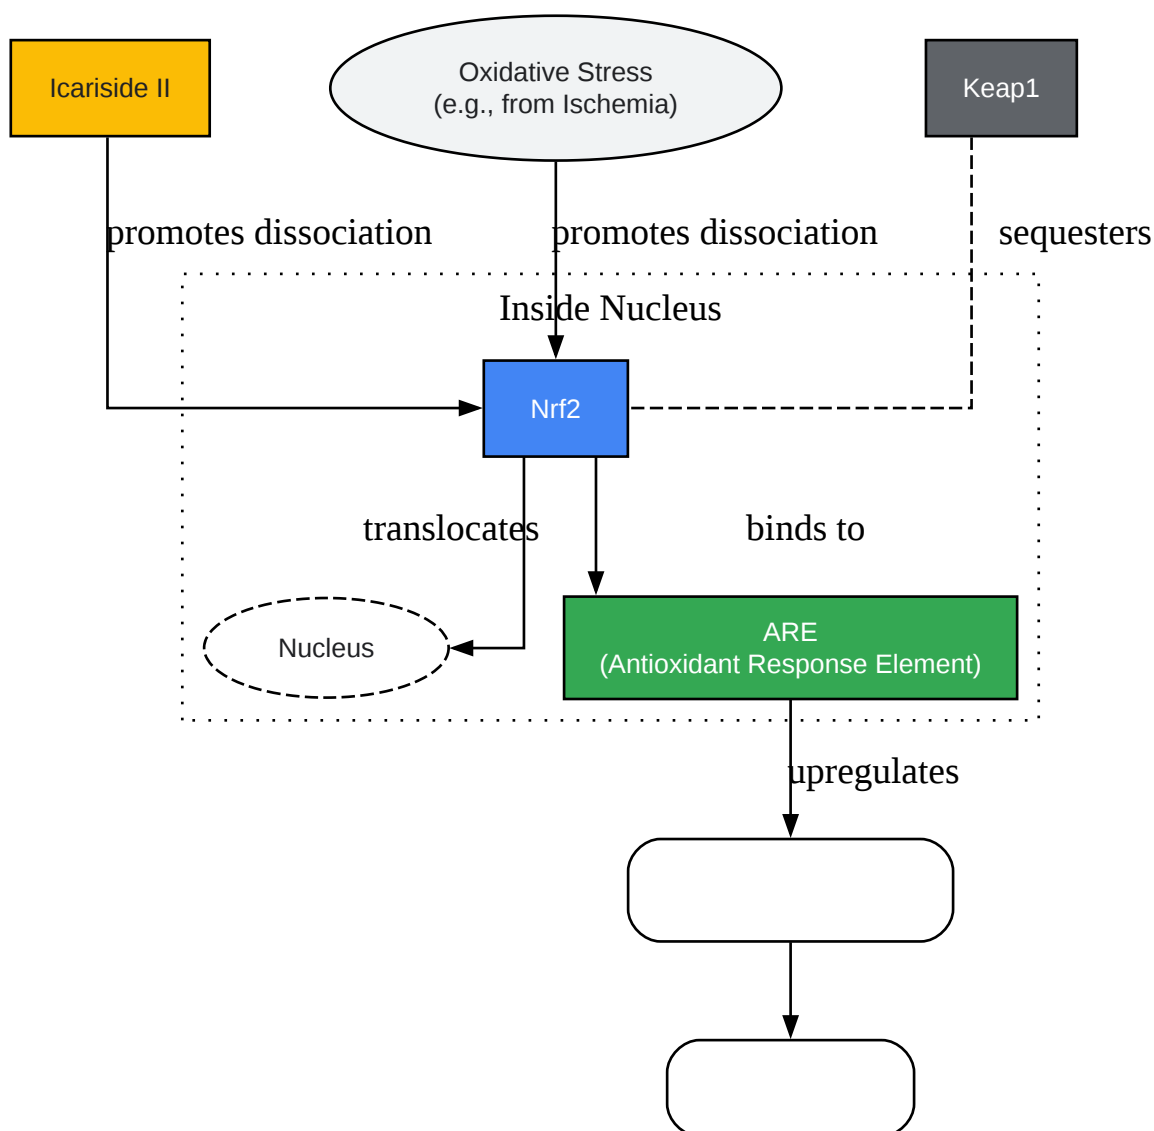 Icariside II
Oxidative Stress
(e.g., from Ischemia)
Keap1
promotes dissociation
promotes dissociation
sequesters
Inside Nucleus
Nrf2
translocates
binds to
Nucleus
ARE
(Antioxidant Response Element)
upregulates